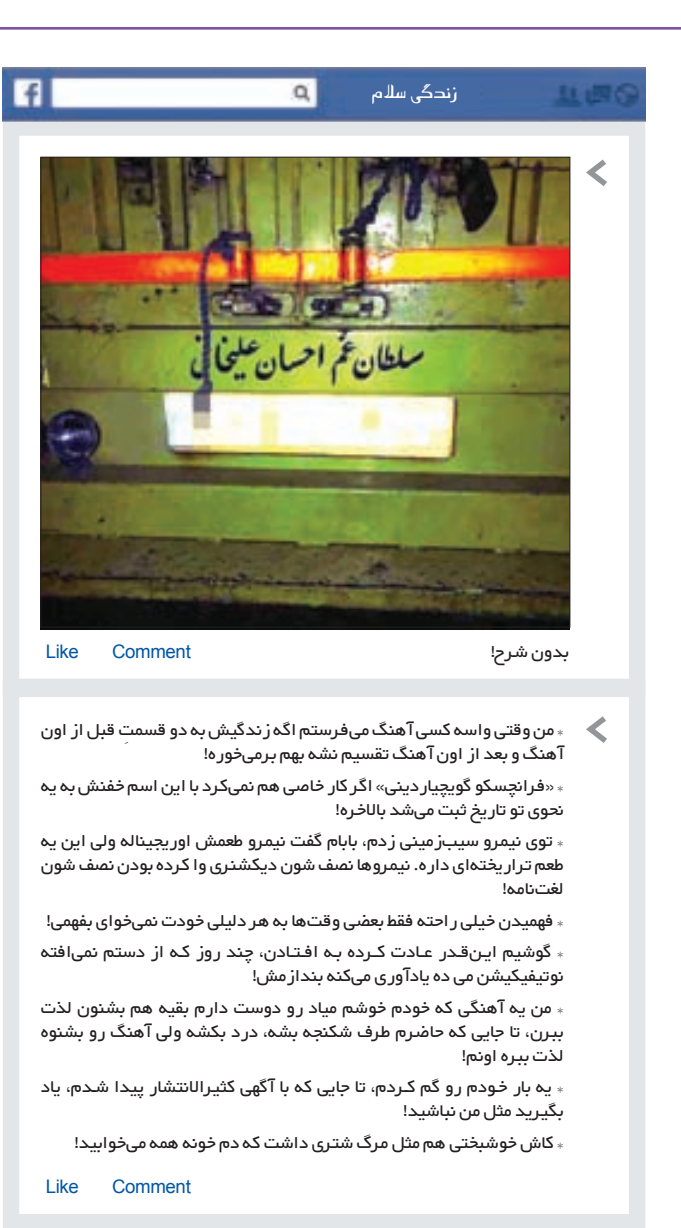 زندگی سلام
سلطان غم احسان علیخانی
Like Comment بدون شرح!
* من وقتی واسه کسی آهنگ می‌فرستم اگه زندگیش به دو قسمتِ قبل از اون
آهنگ و بعد از اون آهنگ تقسیم نشه بهم برمی‌خوره!
* «فرانچسکو گویچیاردینی» اگر کار خاصی هم نمی‌کرد با این اسم خفنش به یه
نحوی تو تاریخ ثبت می‌شد بالاخره!
* توی نیمرو سیب‌زمینی زدم، بابام گفت نیمرو طعمش اوریجیناله ولی این یه
طعم تراریخته‌ای داره. نیمروها نصف شون دیکشنری وا کرده بودن نصف شون
لغت‌نامه!
* فهمیدن خیلی راحته فقط بعضی وقت‌ها به هر دلیلی خودت نمی‌خوای بفهمی!
* گوشیم این‌قدر عادت کرده به افتادن، چند روز که از دستم نمی‌افته
نوتیفیکیشن می ده یادآوری می‌کنه بندازمش!
* من یه آهنگی که خودم خوشم میاد رو دوست دارم بقیه هم بشنون لذت
ببرن، تا جایی که حاضرم طرف شکنجه بشه، درد بکشه ولی آهنگ رو بشنوه
لذت ببره اونم!
* یه بار خودم رو گم کردم، تا جایی که با آگهی کثیرالانتشار پیدا شدم، یاد
بگیرید مثل من نباشید!
* کاش خوشبختی هم مثل مرگ شتری داشت که دم خونه همه می‌خوابید!
Like Comment